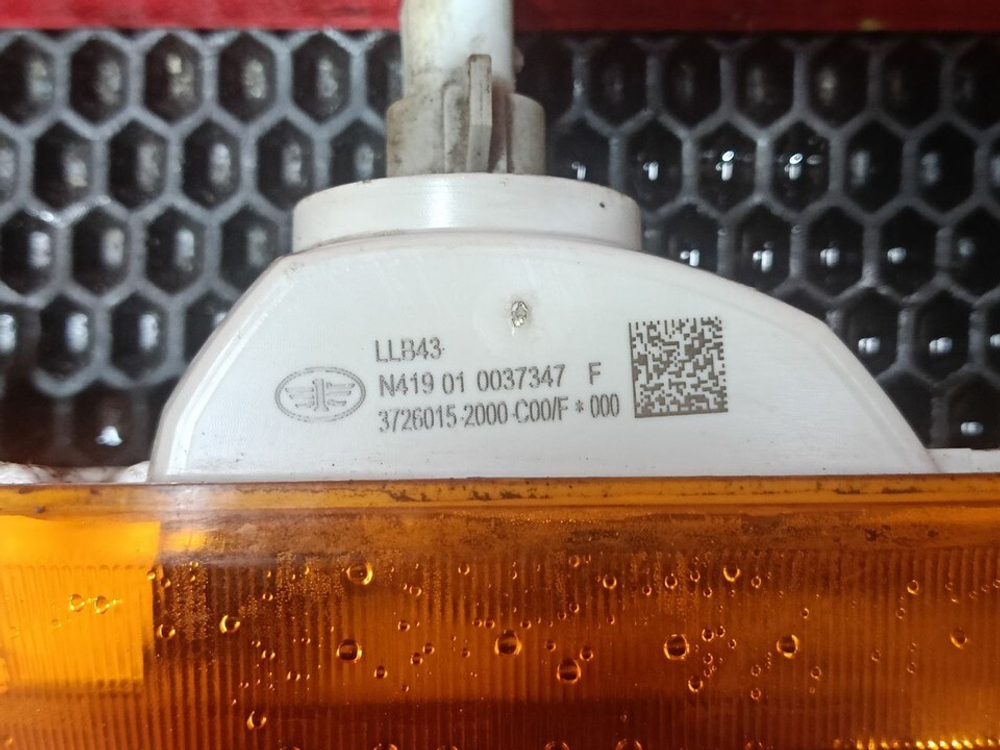 LLB43
N419 01 0037347 F
3726015-2000-C00/F * 000